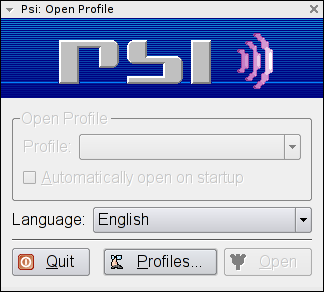 Psi: Open Profile
PSI
Open Profile
Profile:
Automatically open on startup
Language: English
Quit Profiles... Open